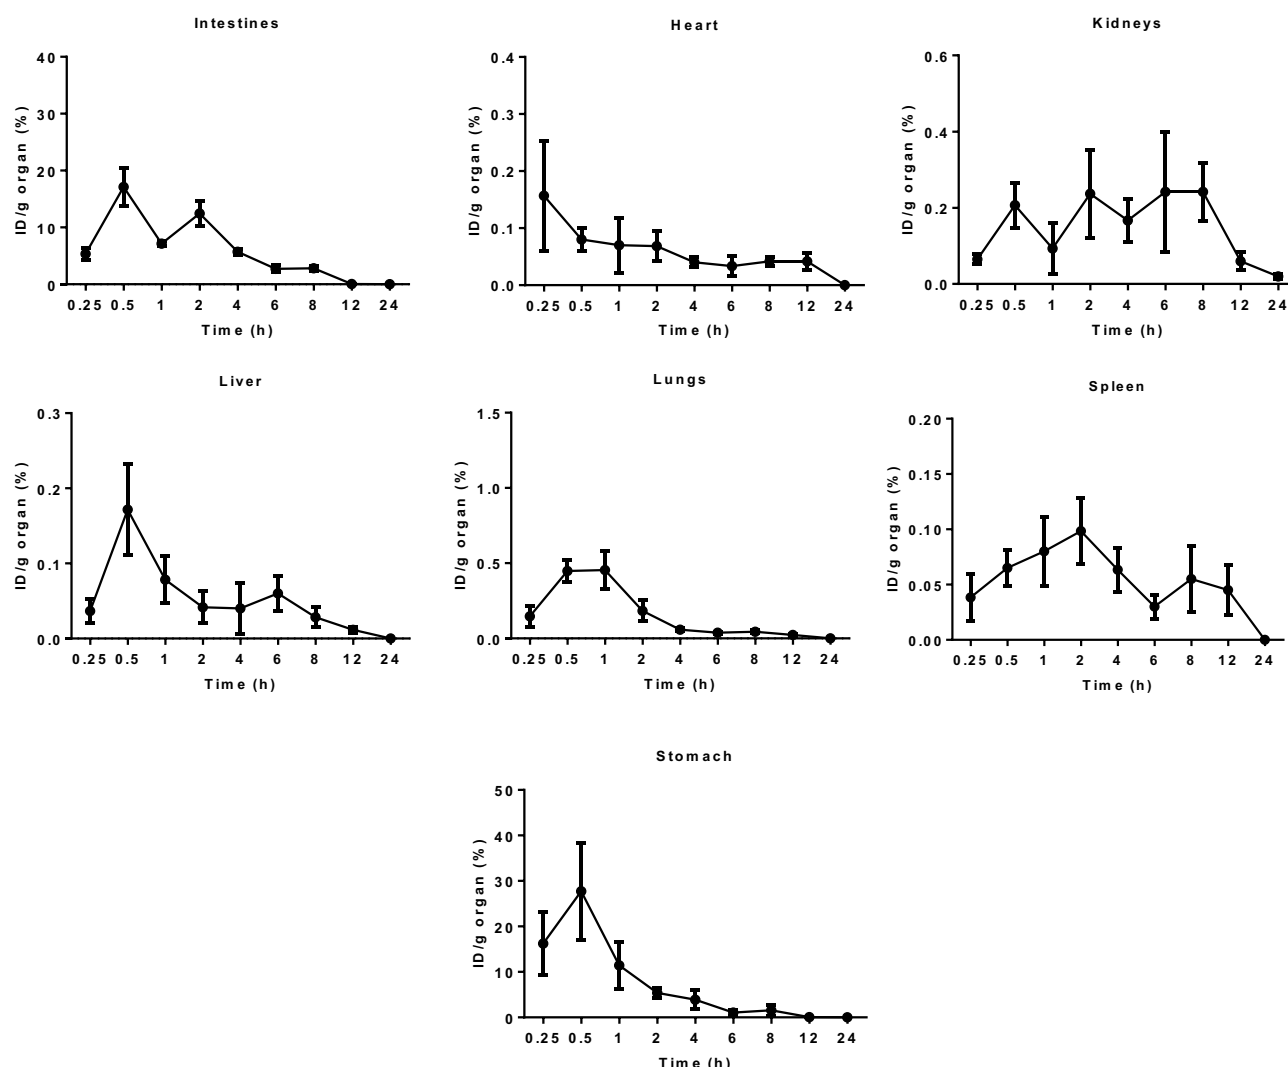 Intestines
ID/g organ (%)
40
30
20
10
0
0.25 0.5 1 2 4 6 8 12 24
Time (h)
Heart
ID/g organ (%)
0.4
0.3
0.2
0.1
0.0
0.25 0.5 1 2 4 6 8 12 24
Time (h)
Kidneys
ID/g organ (%)
0.6
0.4
0.2
0.0
0.25 0.5 1 2 4 6 8 12 24
Time (h)
Liver
ID/g organ (%)
0.3
0.2
0.1
0.0
0.25 0.5 1 2 4 6 8 12 24
Time (h)
Lungs
ID/g organ (%)
1.5
1.0
0.5
0.0
0.25 0.5 1 2 4 6 8 12 24
Time (h)
Spleen
ID/g organ (%)
0.20
0.15
0.10
0.05
0.00
0.25 0.5 1 2 4 6 8 12 24
Time (h)
Stomach
ID/g organ (%)
50
40
30
20
10
0
0.25 0.5 1 2 4 6 8 12 24
Time (h)